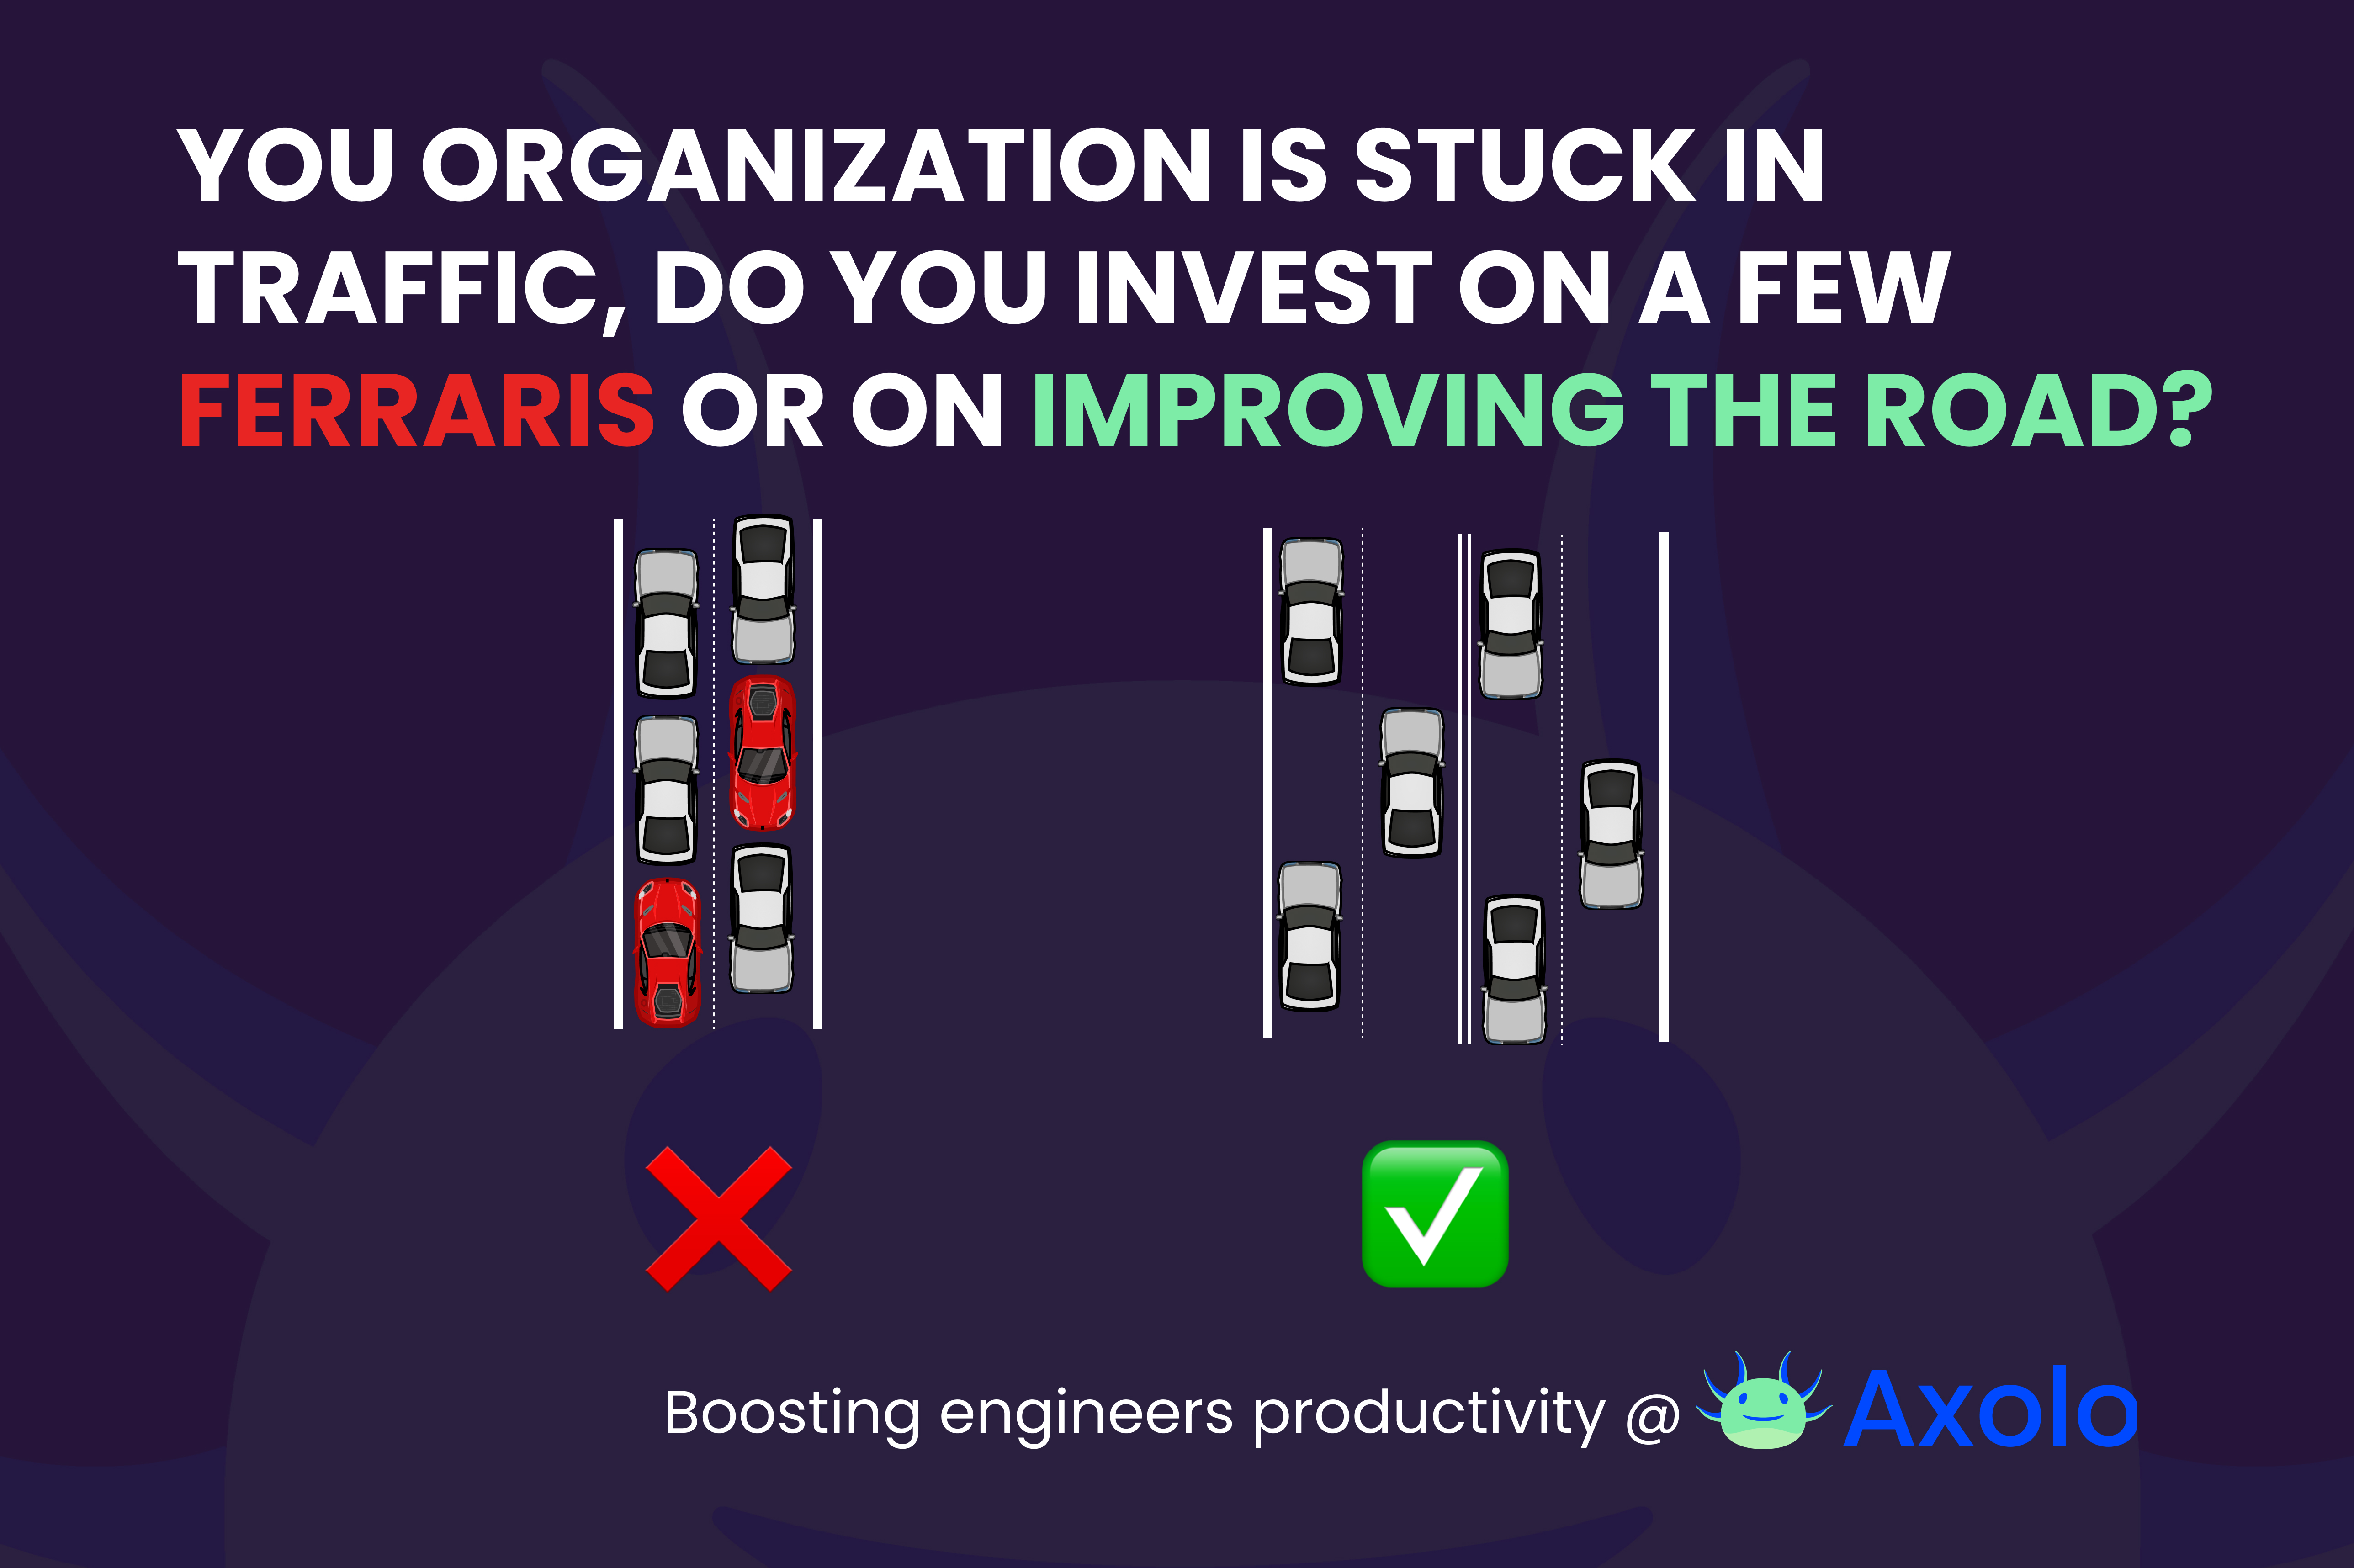 YOU ORGANIZATION IS STUCK IN
TRAFFIC, DO YOU INVEST ON A FEW
FERRARIS OR ON IMPROVING THE ROAD?
Boosting engineers productivity @ Axolo